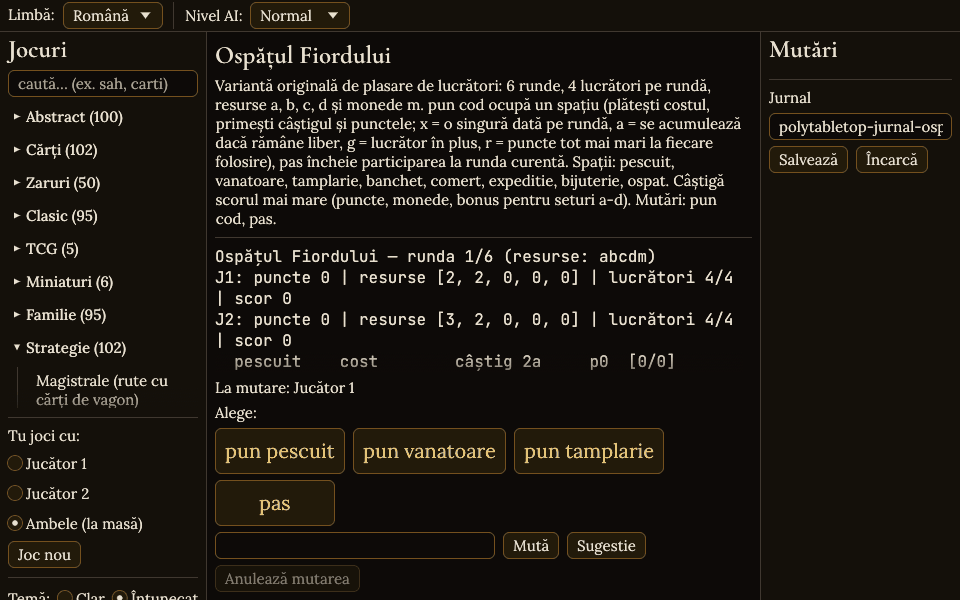 Limbă: Română ▼ Nivel AI: Normal ▼
Jocuri
caută... (ex. sah, carti)
▸ Abstract (100)
▸ Cărți (102)
▸ Zaruri (50)
▸ Clasic (95)
▸ TCG (5)
▸ Miniaturi (6)
▸ Familie (95)
▾ Strategie (102)
Magistrale (rute cu
cărți de vagon)
Tu joci cu:
Jucător 1
Jucător 2
Ambele (la masă)
Joc nou
Temă: Clar Întunecat
Ospățul Fiordului
Variantă originală de plasare de lucrători: 6 runde, 4 lucrători pe rundă,
resurse a, b, c, d și monede m. pun cod ocupă un spațiu (plătești costul,
primești câștigul și punctele; x = o singură dată pe rundă, a = se acumulează
dacă rămâne liber, g = lucrător în plus, r = puncte tot mai mari la fiecare
folosire), pas încheie participarea la runda curentă. Spații: pescuit,
vanatoare, tamplarie, banchet, comert, expeditie, bijuterie, ospat. Câștigă
scorul mai mare (puncte, monede, bonus pentru seturi a-d). Mutări: pun
cod, pas.
Ospățul Fiordului — runda 1/6 (resurse: abcdm)
J1: puncte 0 | resurse [2, 2, 0, 0, 0] | lucrători 4/4
| scor 0
J2: puncte 0 | resurse [3, 2, 0, 0, 0] | lucrători 4/4
| scor 0
pescuit cost câștig 2a p0 [0/0]
La mutare: Jucător 1
Alege:
pun pescuit pun vanatoare pun tamplarie
pas
Mută Sugestie
Anulează mutarea
Mutări
Jurnal
polytabletop-jurnal-osp
Salvează Încarcă